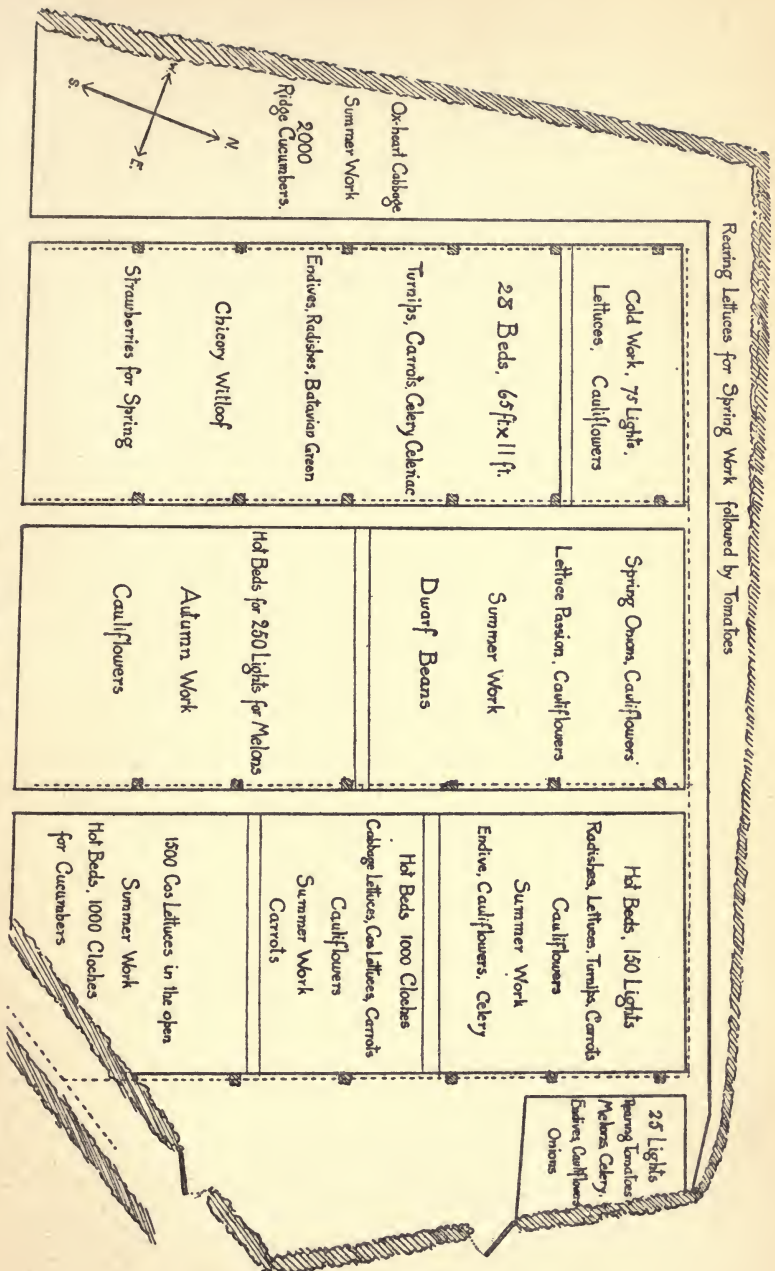 Rearing Lettuces for Spring Work followed by Tomatoes
Ox-heart Cabbage
Summer Work
2000
Ridge Cucumbers.
N.
S.
E.
W.
Cold Work, 75 Lights,
Lettuces, Cauliflowers
28 Beds, 65ft x 11 ft.
Turnips, Carrots, Celery Celeriac
Endives, Radishes, Batavian Green
Chicory Witloof
Strawberries for Spring
Spring Onions, Cauliflowers
Lettuce Passion, Cauliflowers
Summer Work
Dwarf Beans
Hot Beds for 250 Lights for Melons
Autumn Work
Cauliflowers
Hot Beds, 150 Lights
Radishes, Lettuces, Turnips, Carrots
Cauliflowers
Summer Work
Endive, Cauliflowers, Celery
Hot Beds 1000 Cloches
Cabbage Lettuces, Cos Lettuces, Carrots
Cauliflowers
Summer Work
Carrots
1500 Cos Lettuces in the open
Summer Work
Hot Beds, 1000 Cloches
for Cucumbers
25 Lights
Rearing Tomatoes
Melons, Celery,
Endives, Cauliflowers
Onions